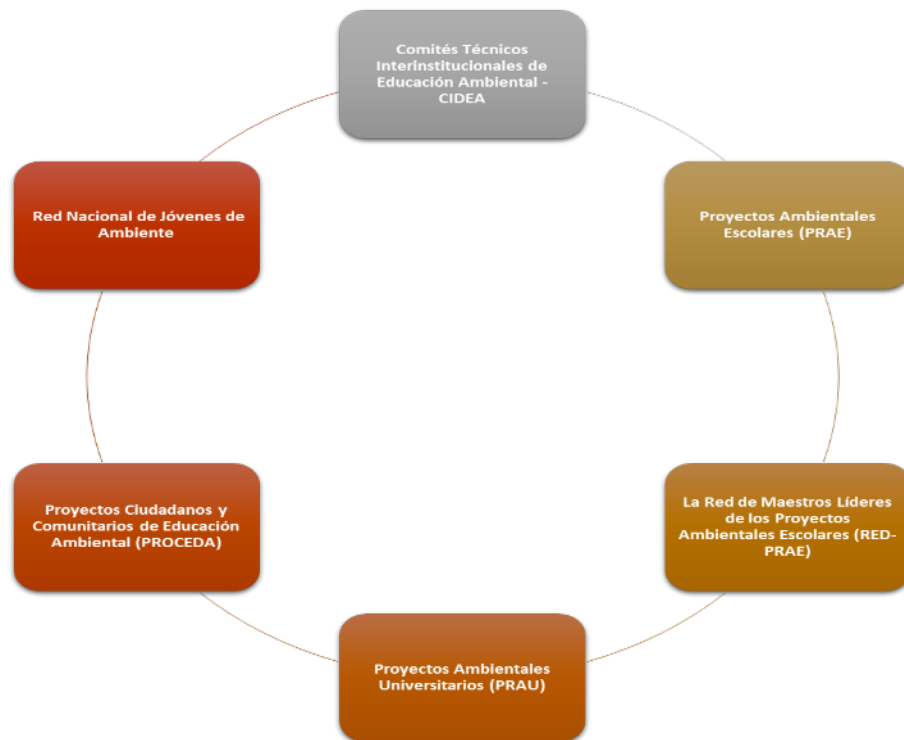 Comités Técnicos
Interinstitucionales de
Educación Ambiental -
CIDEA
Proyectos Ambientales
Escolares (PRAE)
La Red de Maestros Líderes
de los Proyectos
Ambientales Escolares (RED-
PRAE)
Proyectos Ambientales
Universitarios (PRAU)
Proyectos Ciudadanos y
Comunitarios de Educación
Ambiental (PROCEDA)
Red Nacional de Jóvenes de
Ambiente